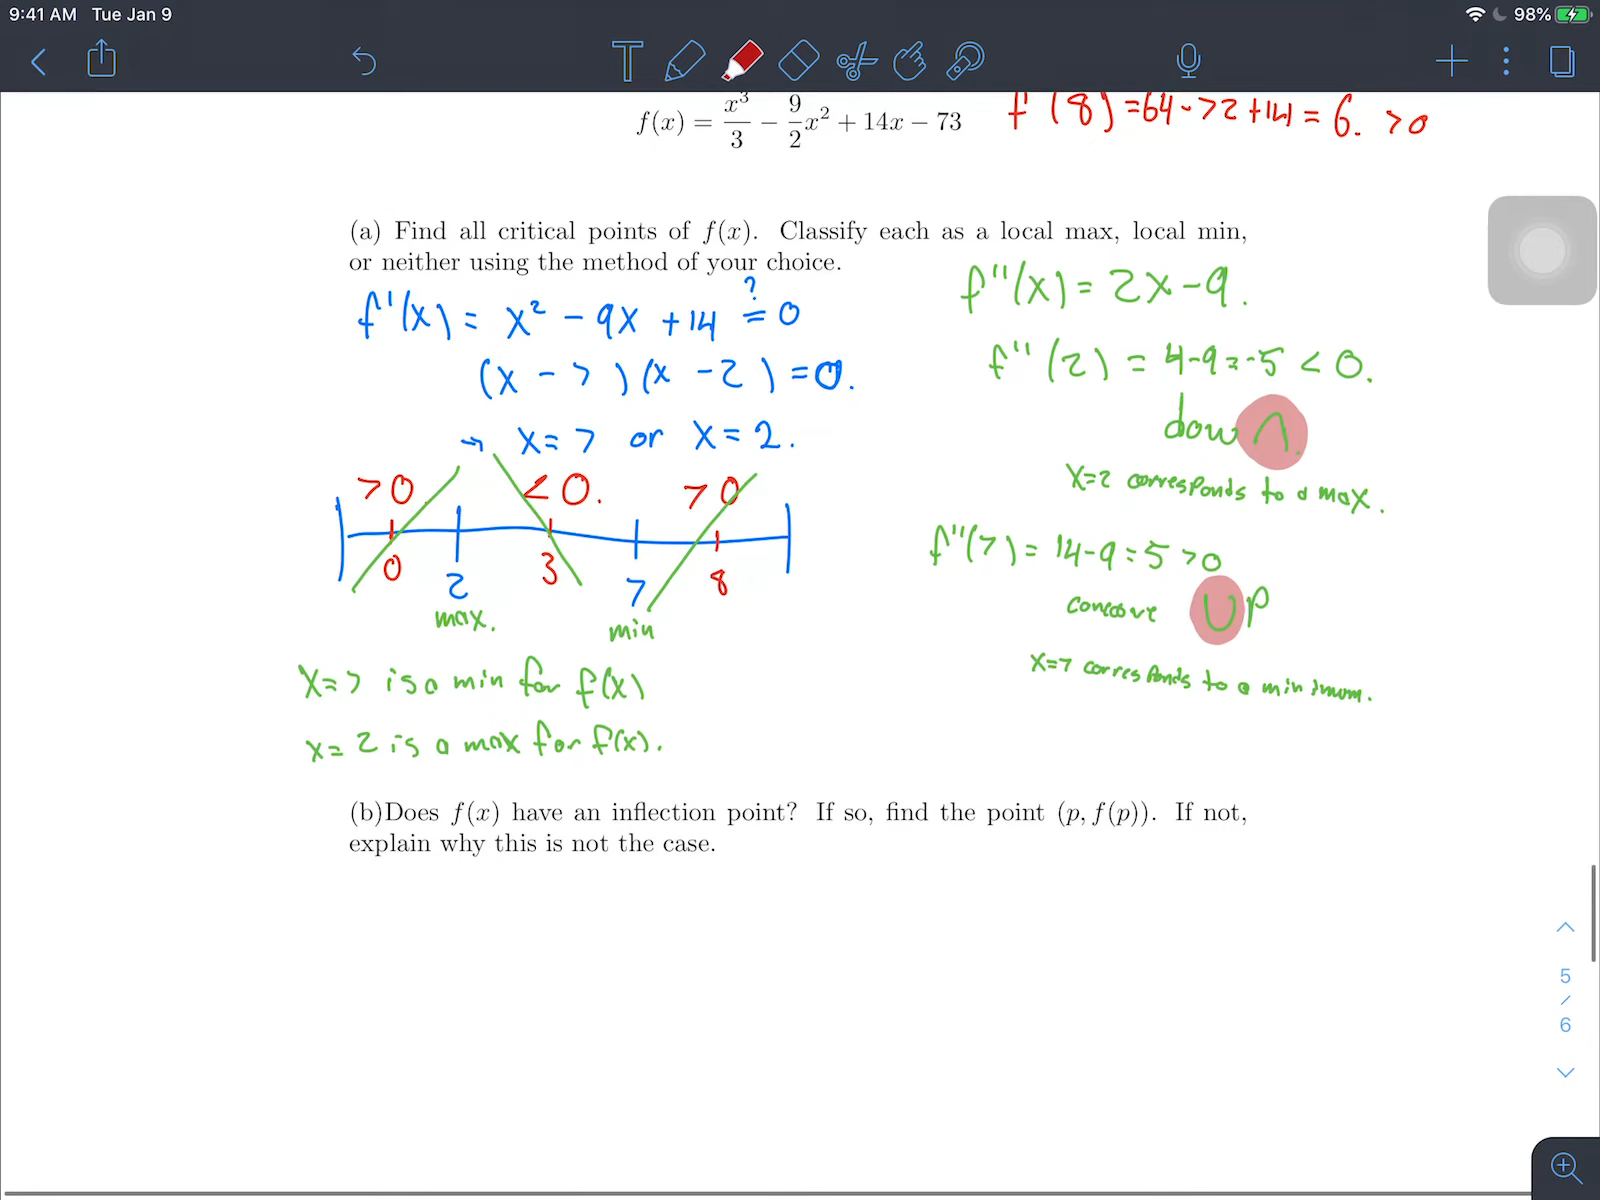 9:41 AM Tue Jan 9
98%
f(x) = x³/3 − 9/2 x² + 14x − 73
f'(8) = 64 - 72 + 14 = 6. > 0
(a) Find all critical points of f(x). Classify each as a local max, local min,
or neither using the method of your choice.
f'(x) = x² - 9x + 14 ?= 0
(x - 7)(x - 2) = 0.
→ x = 7 or x = 2.
>0 <0. >0
0 2 3 7 8
max. min
x=7 is a min for f(x)
x=2 is a max for f(x).
f''(x) = 2x - 9.
f''(2) = 4-9=-5 < 0.
down.
x=2 corresponds to a max.
f''(7) = 14-9=5 >0
concave UP
x=7 corresponds to a minimum.
(b)Does f(x) have an inflection point? If so, find the point (p, f(p)). If not,
explain why this is not the case.
5
/
6